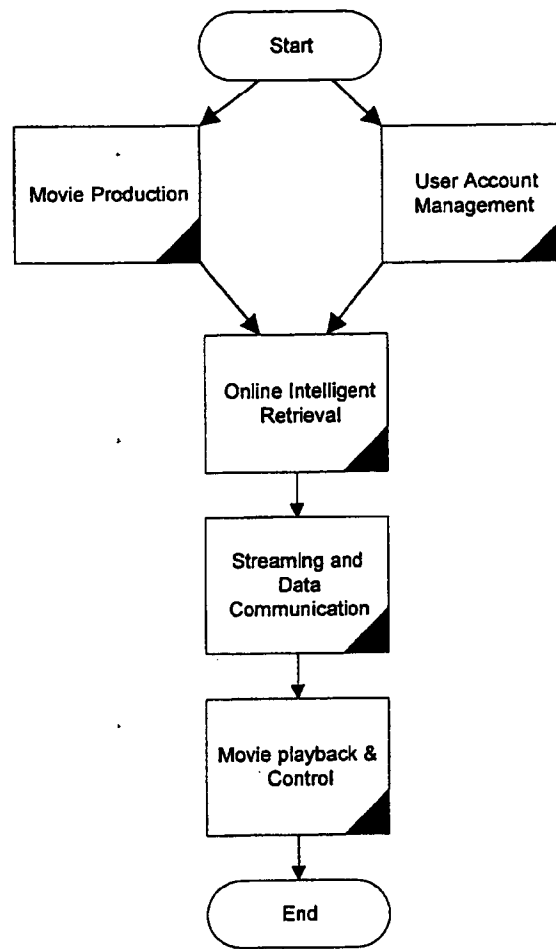 Start
Movie Production
User Account
Management
Online Intelligent
Retrieval
Streaming and
Data
Communication
Movie playback &
Control
End